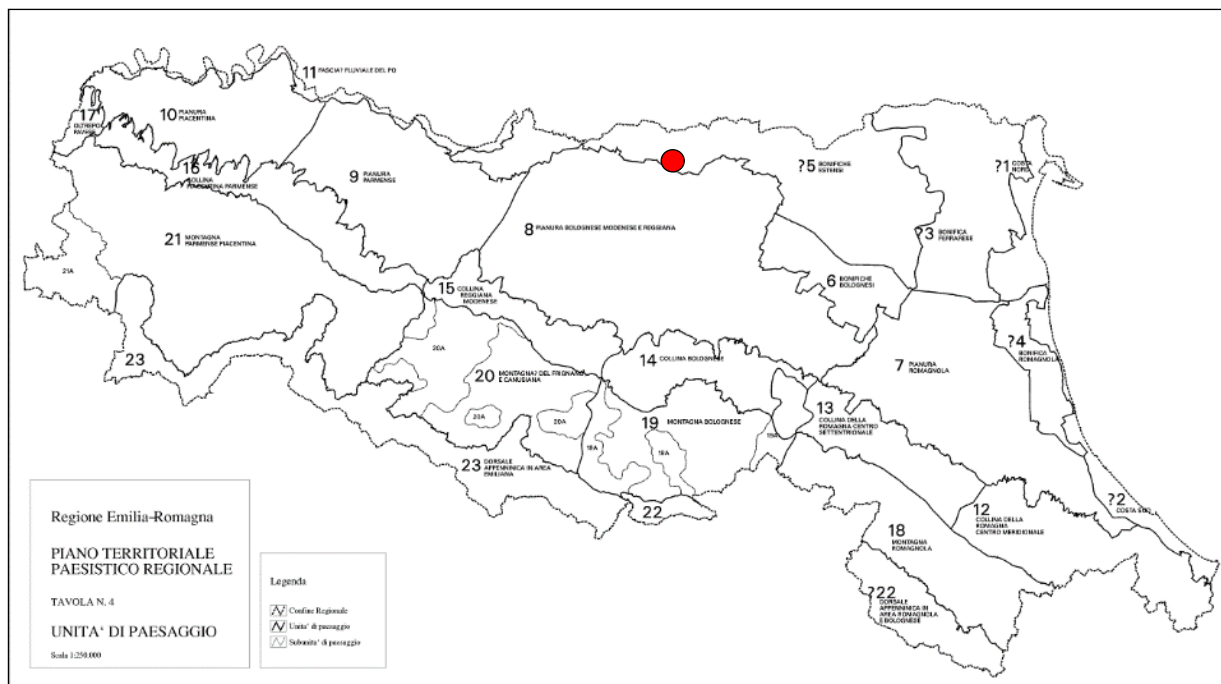 11 FASCIA? FLUVIALE DEL PO
10 PIANURA
PIACENTINA
17
OLTREPO'
PAVESE
16
COLLINA
PIACENTINA PARMENSE
9 PIANURA
PARMENSE
?5 BONIFICHE
ESTENSI
?1 COSTA
NORD
8 PIANURA BOLOGNESE MODENESE E REGGIANA
?3 BONIFICA
FERRARESE
21 MONTAGNA
PARMENSE PIACENTINA
21A
6 BONIFICHE
BOLOGNESI
15 COLLINA
REGGIANA
MODENESE
?4
BONIFICA
ROMAGNOLA
20A
14 COLLINA BOLOGNESE
23
7 PIANURA
ROMAGNOLA
20 MONTAGNA? DEL FRIGNANO
E CANUSIANA
13
COLLINA DELLA
ROMAGNA CENTRO
SETTENTRIONALE
20A
20A
19 MONTAGNA BOLOGNESE
19A
19A
19A
23 DORSALE
APPENNINICA IN AREA
EMILIANA
22
?2 COSTA SUD
12
COLLINA DELLA
ROMAGNA
CENTRO MERIDIONALE
18
MONTAGNA
ROMAGNOLA
?22
DORSALE
APPENNINICA IN
AREA ROMAGNOLA
E BOLOGNESE
Regione Emilia-Romagna
PIANO TERRITORIALE
PAESISTICO REGIONALE
TAVOLA N. 4
UNITA' DI PAESAGGIO
Scala 1:250.000
Legenda
Confine Regionale
Unita' di paesaggio
Subunita' di paesaggio